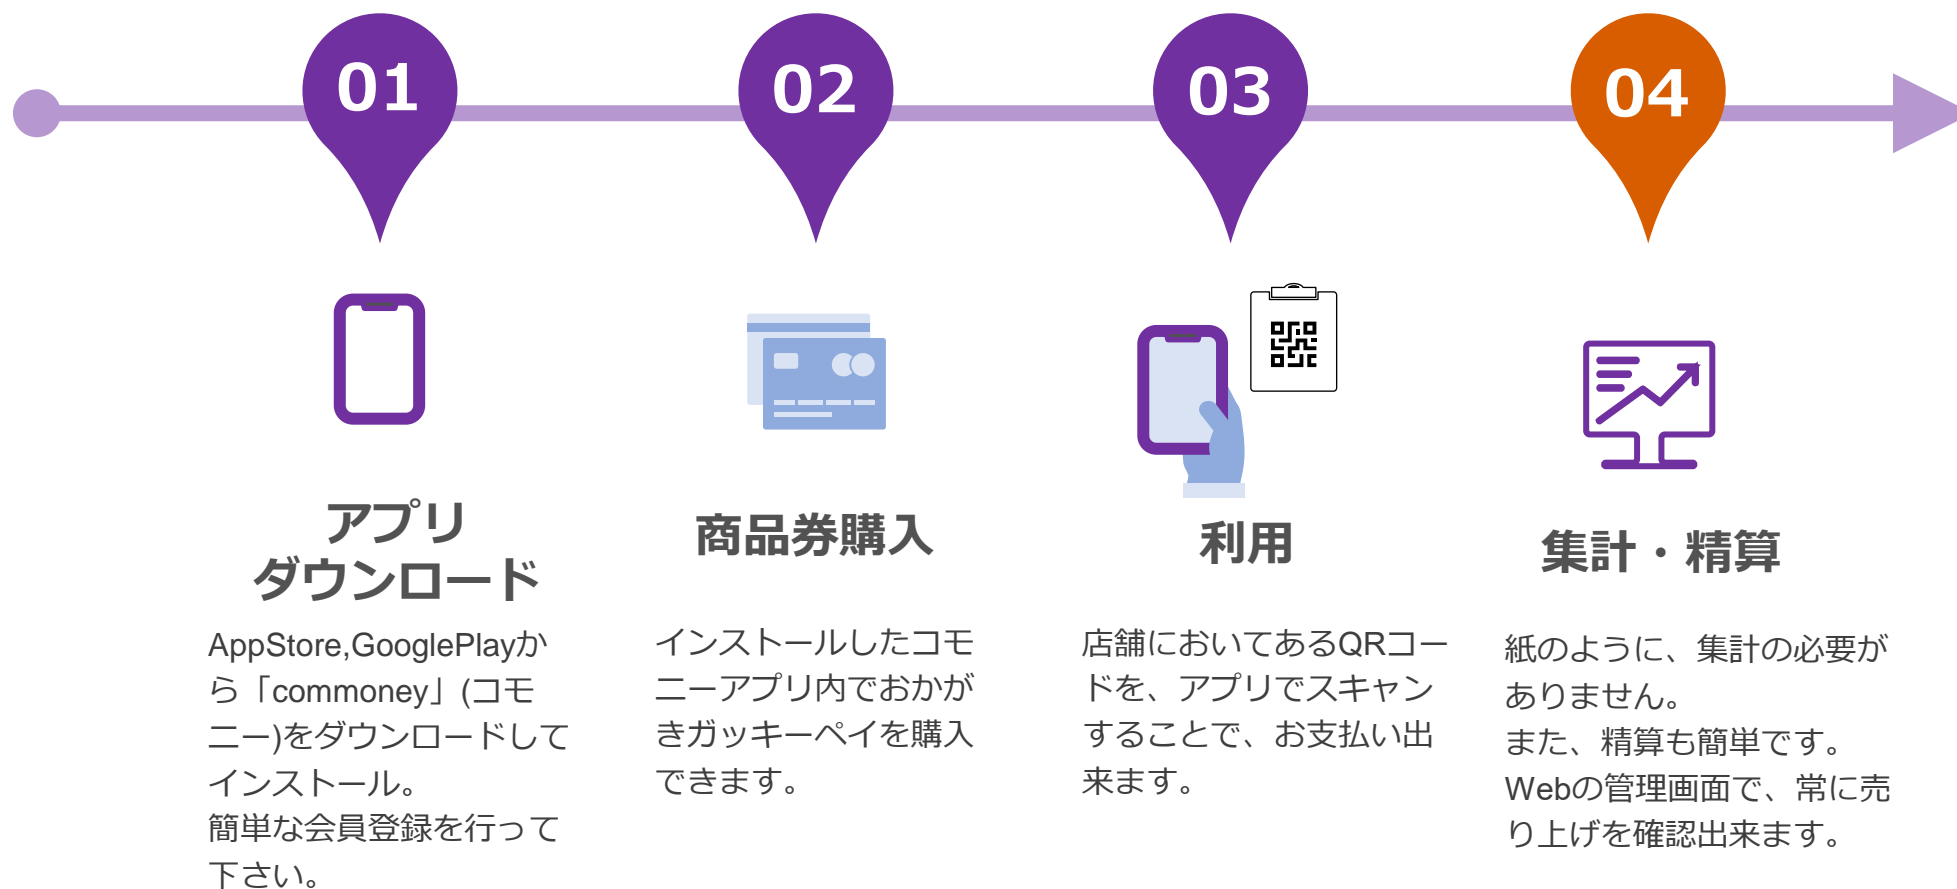 01
02
03
04
アプリ
ダウンロード
AppStore,GooglePlayか
ら「commoney」(コモ
ニー)をダウンロードして
インストール。
簡単な会員登録を行って
下さい。
商品券購入
インストールしたコモ
ニーアプリ内でおかが
きガッキーペイを購入
できます。
利用
店舗においてあるQRコー
ドを、アプリでスキャン
することで、お支払い出
来ます。
集計・精算
紙のように、集計の必要が
ありません。
また、精算も簡単です。
Webの管理画面で、常に売
り上げを確認出来ます。